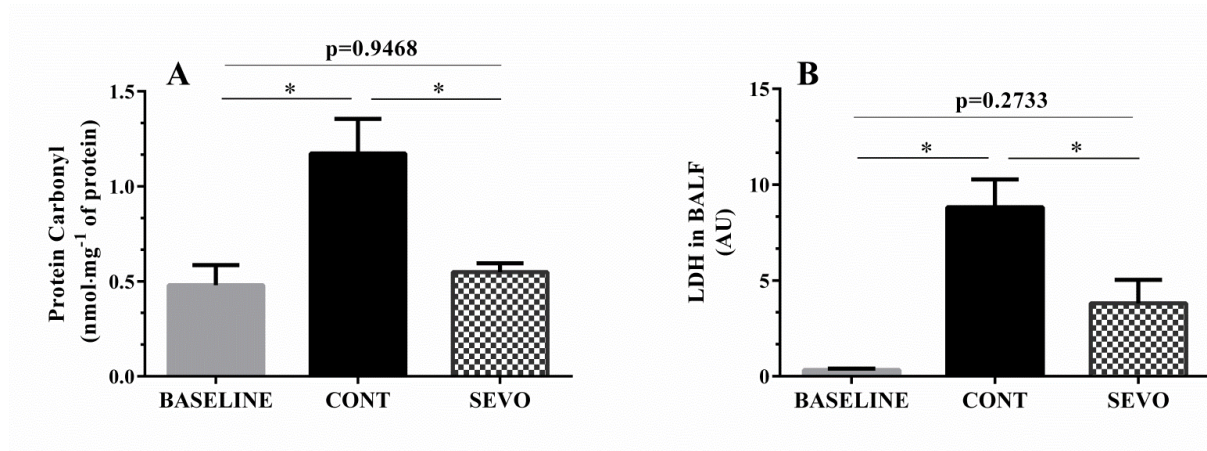 p=0.9468
A
* *
Protein Carbonyl
(nmol·mg⁻¹ of protein)
1.5
1.0
0.5
0.0
BASELINE CONT SEVO
B
p=0.2733
* *
LDH in BALF
(AU)
15
10
5
0
BASELINE CONT SEVO